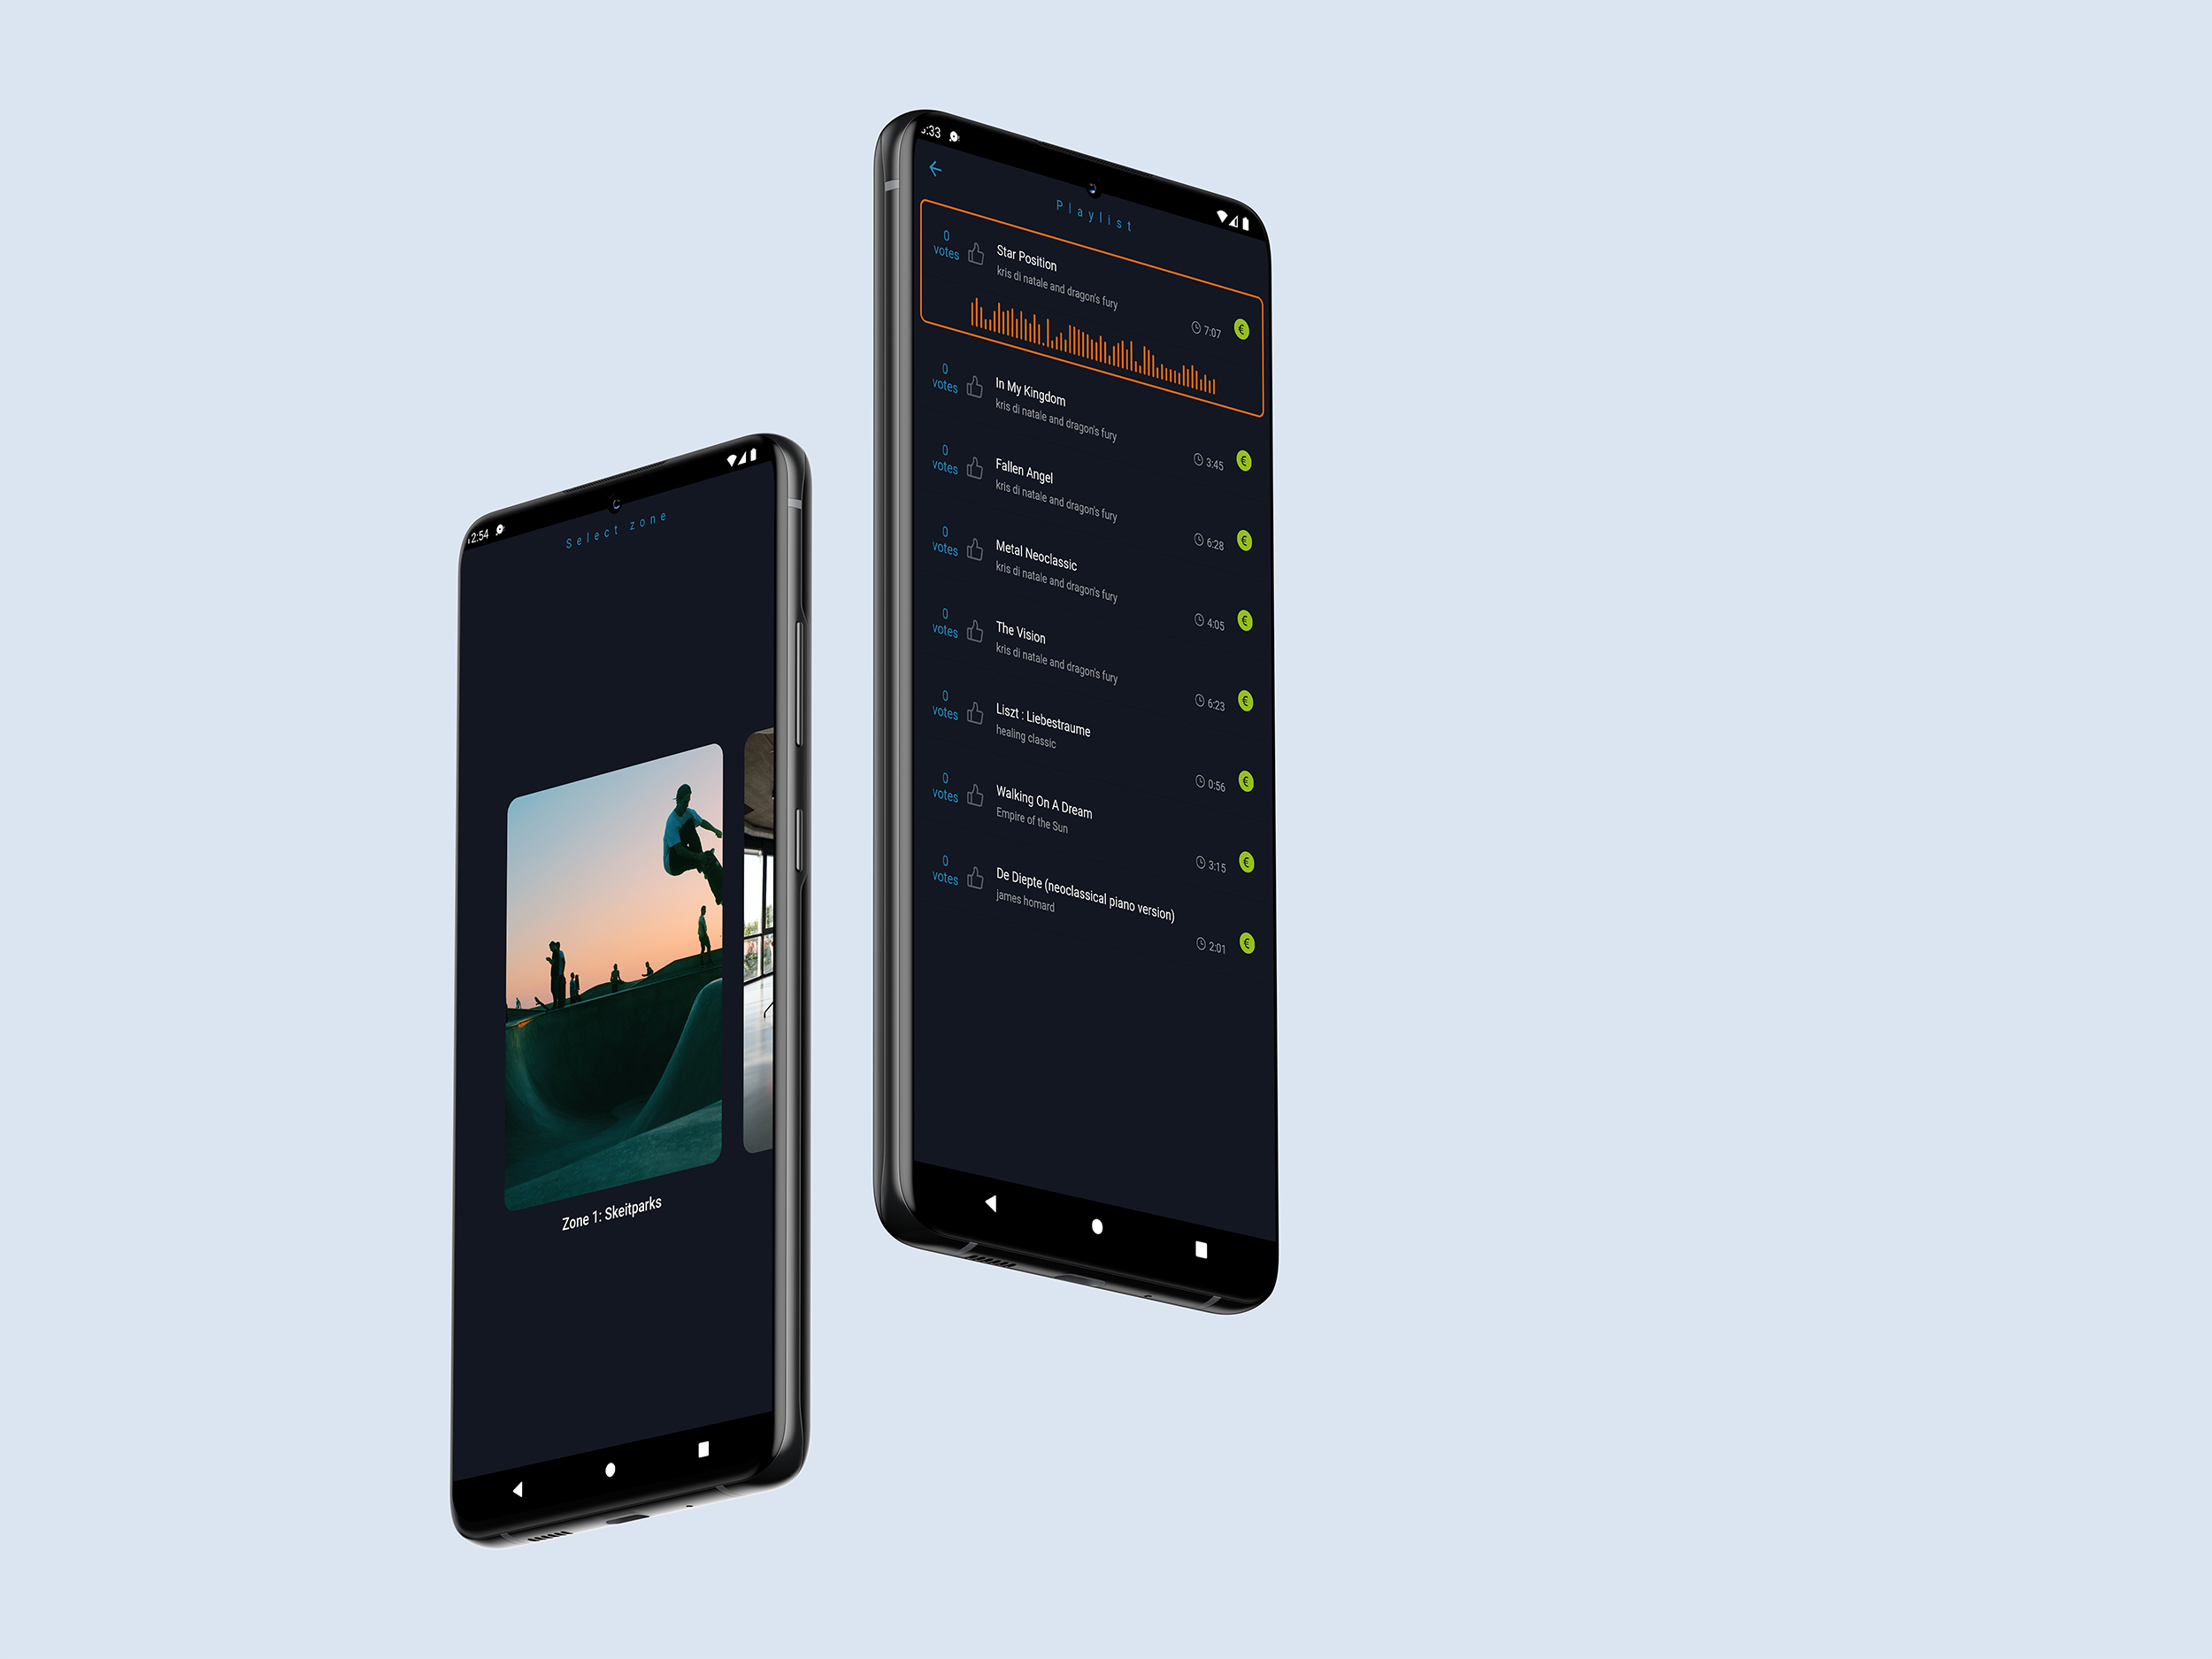 12:54
Select zone
Zone 1: Skeitparks
:33
Playlist
0
votes
Star Position
kris di natale and dragon's fury
7:07
€
0
votes
In My Kingdom
kris di natale and dragon's fury
3:45
€
0
votes
Fallen Angel
kris di natale and dragon's fury
6:28
€
0
votes
Metal Neoclassic
kris di natale and dragon's fury
4:05
€
0
votes
The Vision
kris di natale and dragon's fury
6:23
€
0
votes
Liszt : Liebestraume
healing classic
0:56
€
0
votes
Walking On A Dream
Empire of the Sun
3:15
€
0
votes
De Diepte (neoclassical piano version)
james homard
2:01
€